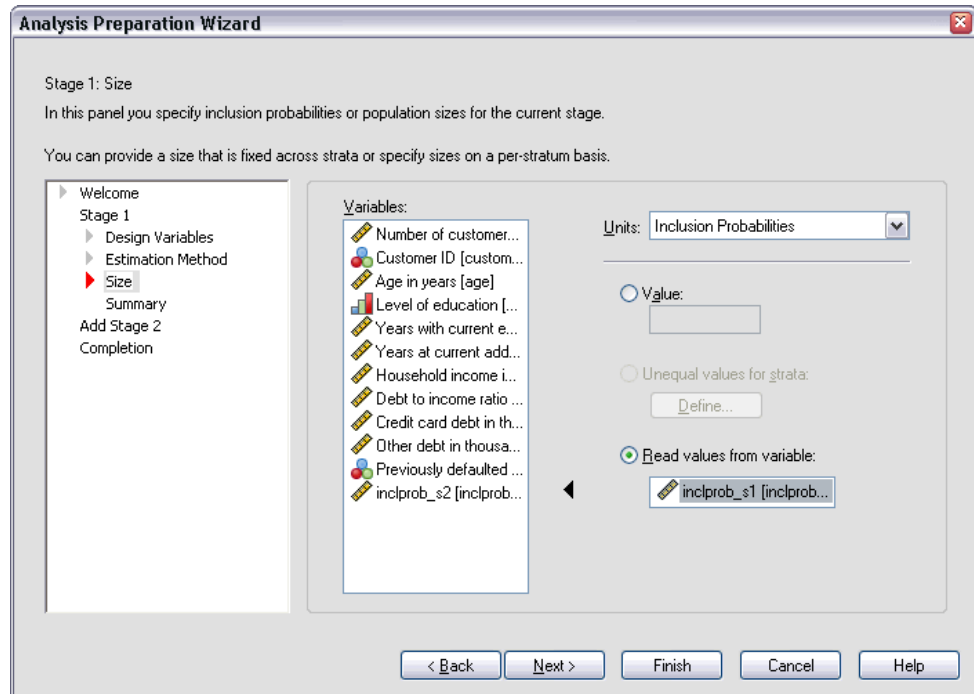 Analysis Preparation Wizard
Stage 1: Size
In this panel you specify inclusion probabilities or population sizes for the current stage.
You can provide a size that is fixed across strata or specify sizes on a per-stratum basis.
Welcome
Stage 1
Design Variables
Estimation Method
Size
Summary
Add Stage 2
Completion
Variables:
Number of customer...
Customer ID [custom...
Age in years [age]
Level of education [...
Years with current e...
Years at current add...
Household income i...
Debt to income ratio ...
Credit card debt in th...
Other debt in thousa...
Previously defaulted ...
inclprob_s2 [inclprob...
Units: Inclusion Probabilities
Value:
Unequal values for strata:
Define...
Read values from variable:
inclprob_s1 [inclprob...
< Back
Next >
Finish
Cancel
Help